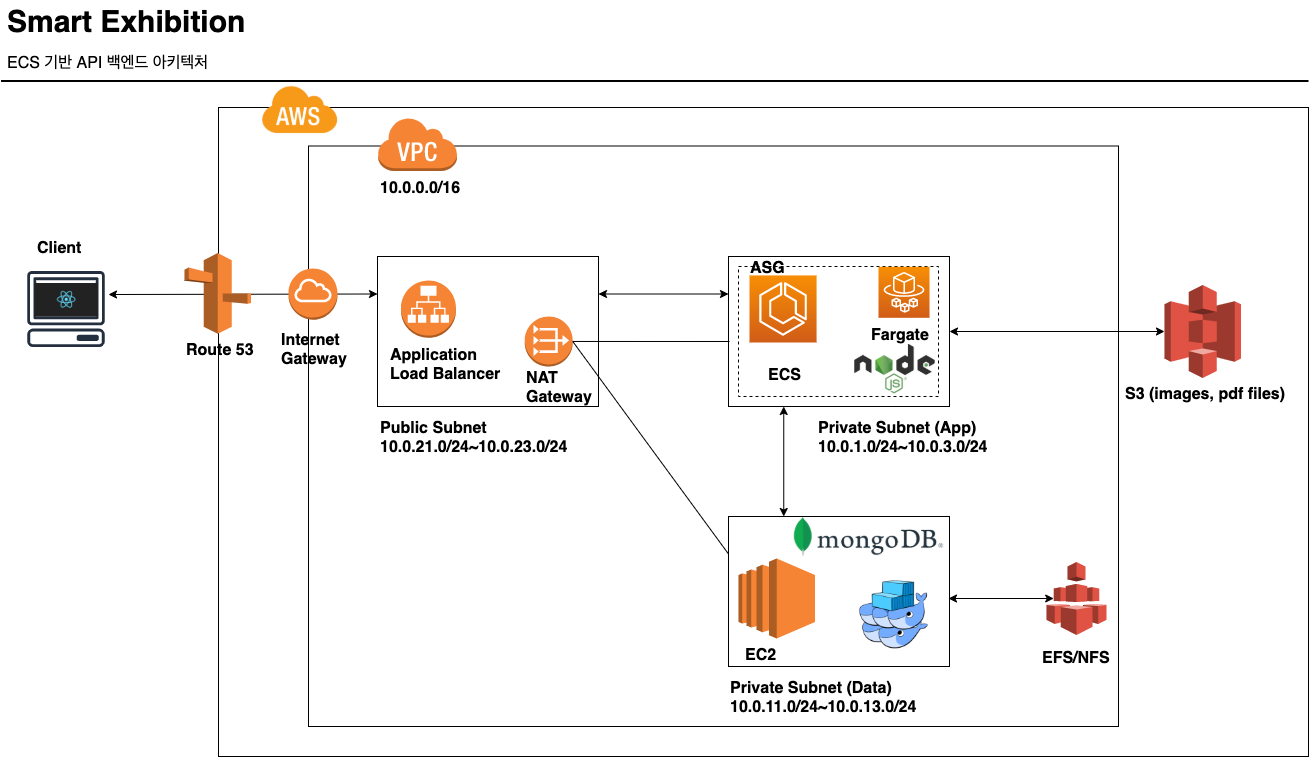 Smart Exhibition
ECS 기반 API 백엔드 아키텍처
AWS
VPC
10.0.0.0/16
Client
Route 53
Internet
Gateway
Application
Load Balancer
NAT
Gateway
Public Subnet
10.0.21.0/24~10.0.23.0/24
ASG
ECS
Fargate
node
JS
Private Subnet (App)
10.0.1.0/24~10.0.3.0/24
S3 (images, pdf files)
mongoDB®
EC2
Private Subnet (Data)
10.0.11.0/24~10.0.13.0/24
EFS/NFS